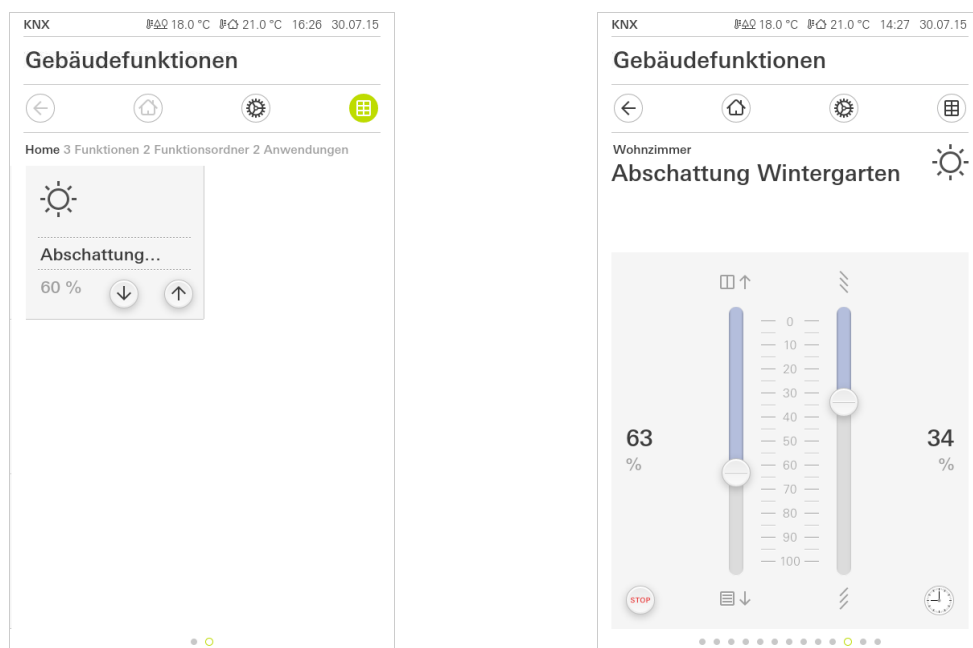 KNX 18.0 °C 21.0 °C 16:26 30.07.15
Gebäudefunktionen
Home 3 Funktionen 2 Funktionsordner 2 Anwendungen
Abschattung...
60 %
KNX 18.0 °C 21.0 °C 14:27 30.07.15
Gebäudefunktionen
Wohnzimmer
Abschattung Wintergarten
0
10
20
30
40
50
60
70
80
90
100
63
%
34
%
STOP